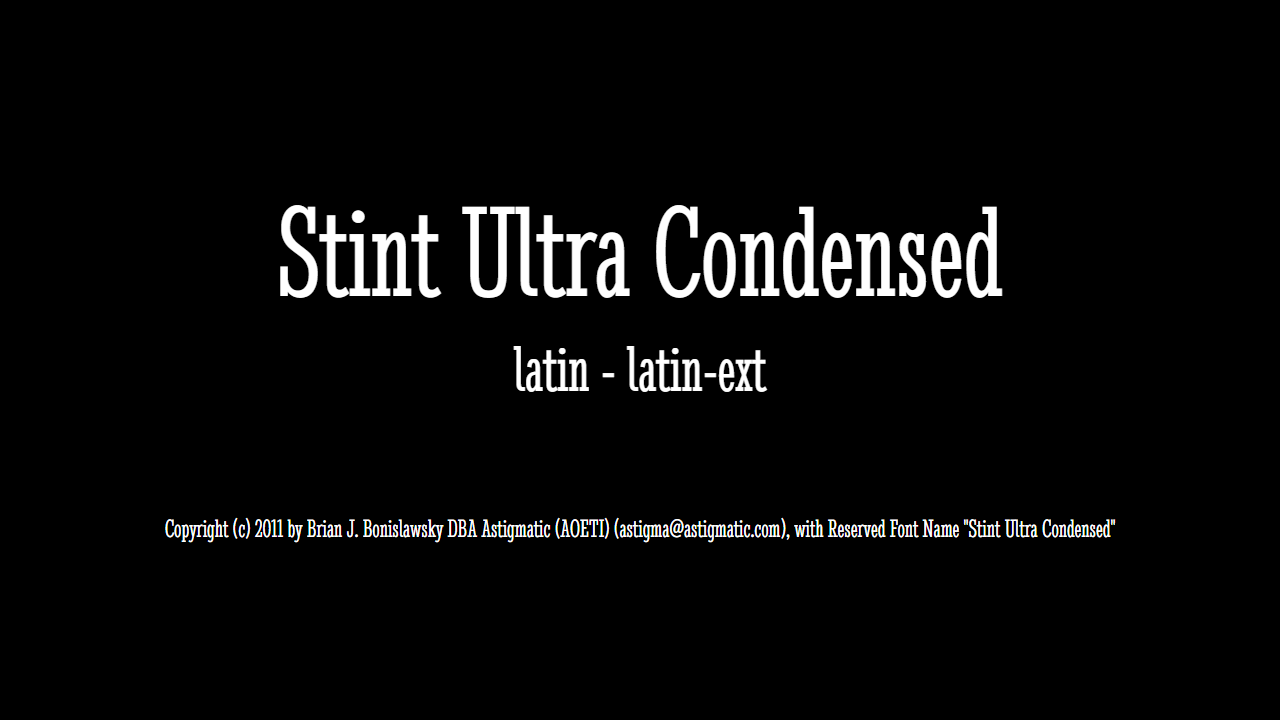 Stint Ultra Condensed
latin - latin-ext
Copyright (c) 2011 by Brian J. Bonislawsky DBA Astigmatic (AOETI) (astigma@astigmatic.com), with Reserved Font Name "Stint Ultra Condensed"